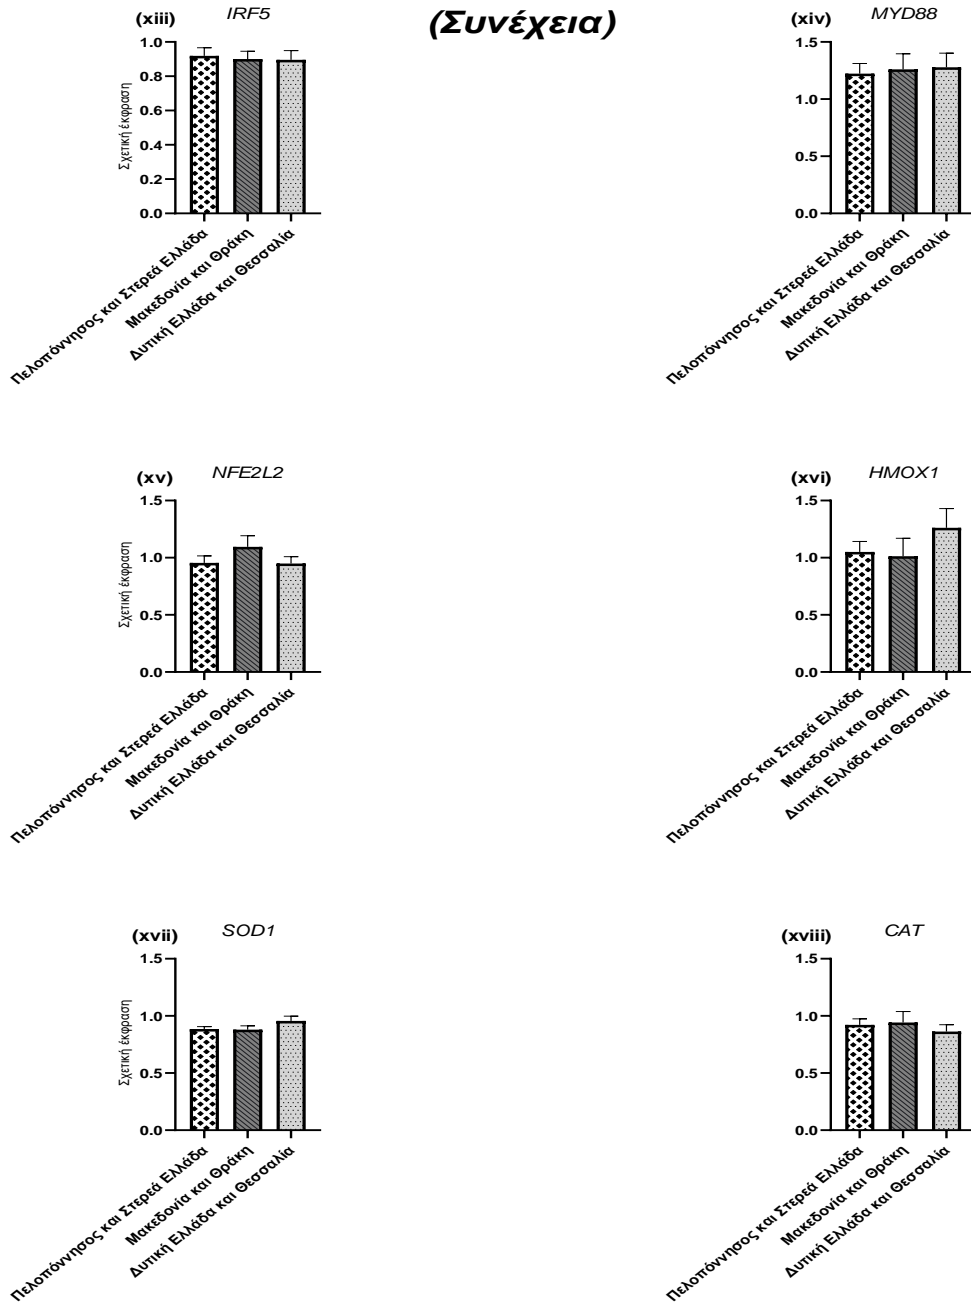 (Συνέχεια)
(xiii) IRF5
Σχετική έκφραση
1.0
0.8
0.6
0.4
0.2
0.0
Πελοπόννησος και Στερεά Ελλάδα
Μακεδονία και Θράκη
Δυτική Ελλάδα και Θεσσαλία
(xiv) MYD88
1.5
1.0
0.5
0.0
Πελοπόννησος και Στερεά Ελλάδα
Μακεδονία και Θράκη
Δυτική Ελλάδα και Θεσσαλία
(xv) NFE2L2
Σχετική έκφραση
1.5
1.0
0.5
0.0
Πελοπόννησος και Στερεά Ελλάδα
Μακεδονία και Θράκη
Δυτική Ελλάδα και Θεσσαλία
(xvi) HMOX1
1.5
1.0
0.5
0.0
Πελοπόννησος και Στερεά Ελλάδα
Μακεδονία και Θράκη
Δυτική Ελλάδα και Θεσσαλία
(xvii) SOD1
Σχετική έκφραση
1.5
1.0
0.5
0.0
Πελοπόννησος και Στερεά Ελλάδα
Μακεδονία και Θράκη
Δυτική Ελλάδα και Θεσσαλία
(xviii) CAT
1.5
1.0
0.5
0.0
Πελοπόννησος και Στερεά Ελλάδα
Μακεδονία και Θράκη
Δυτική Ελλάδα και Θεσσαλία